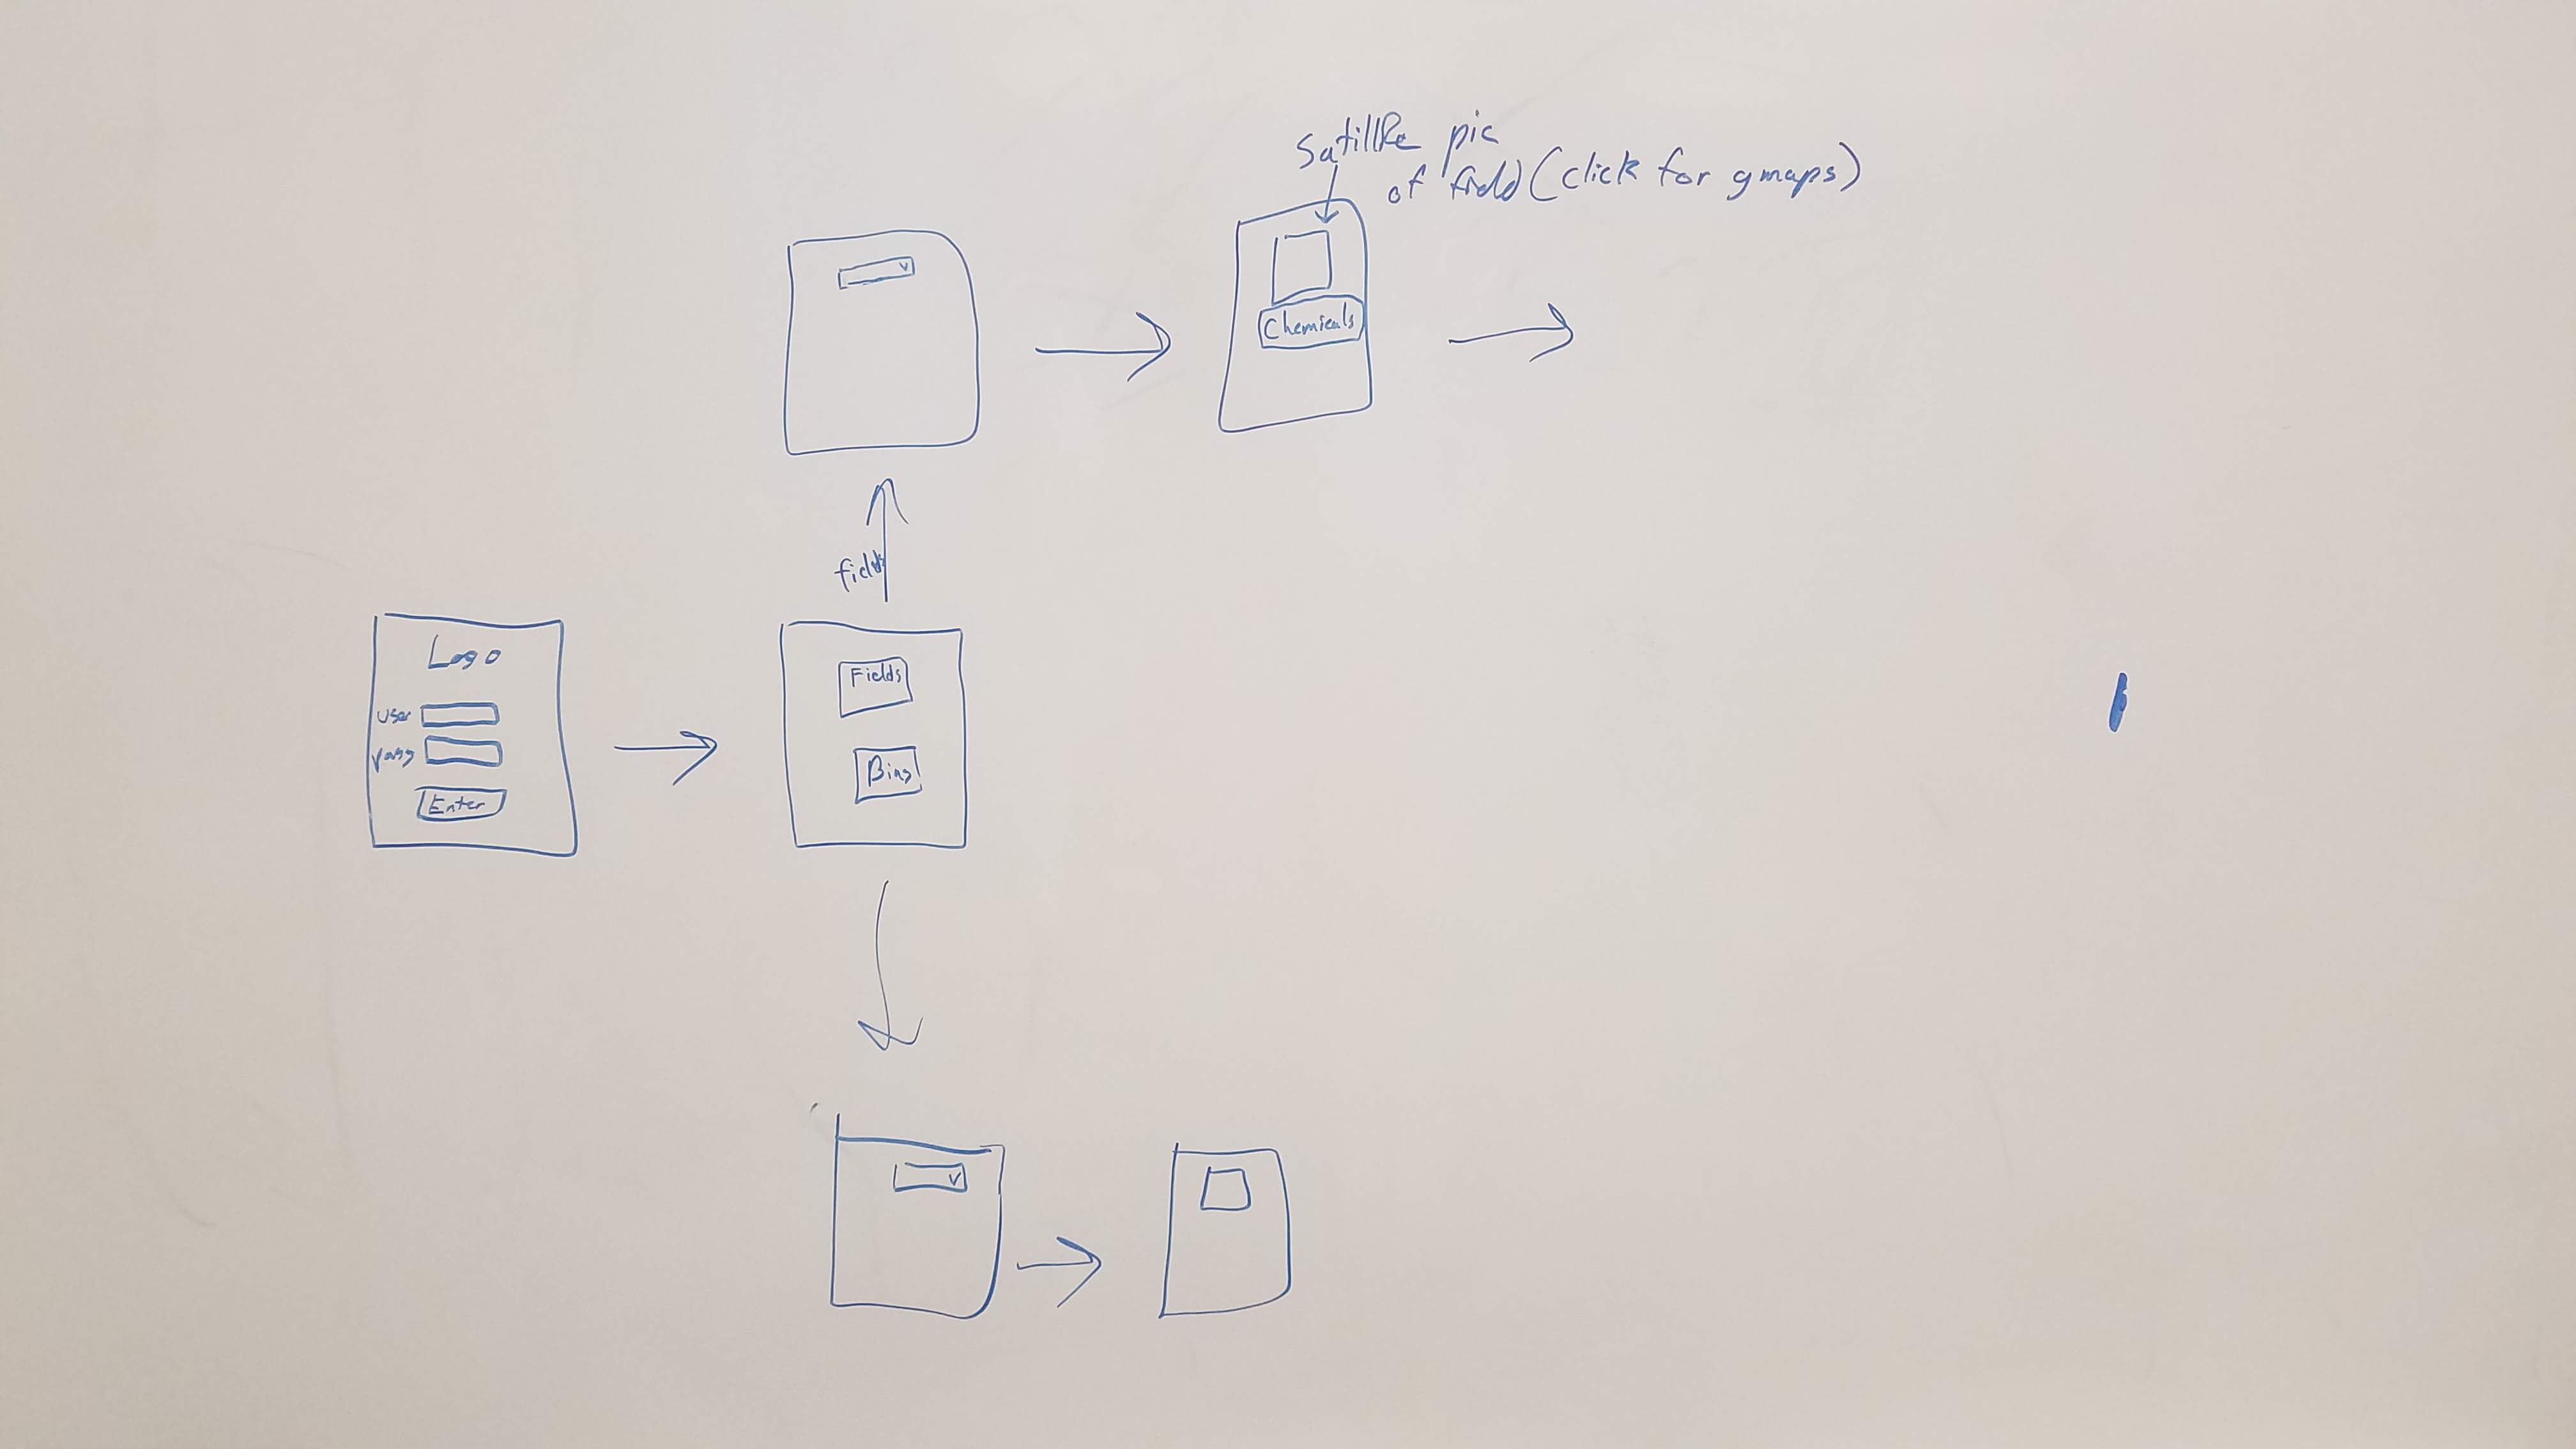 satillite pic
of field (click for gmaps)
Chemicals
fields
Logo
user
pass
Enter
Fields
Bins